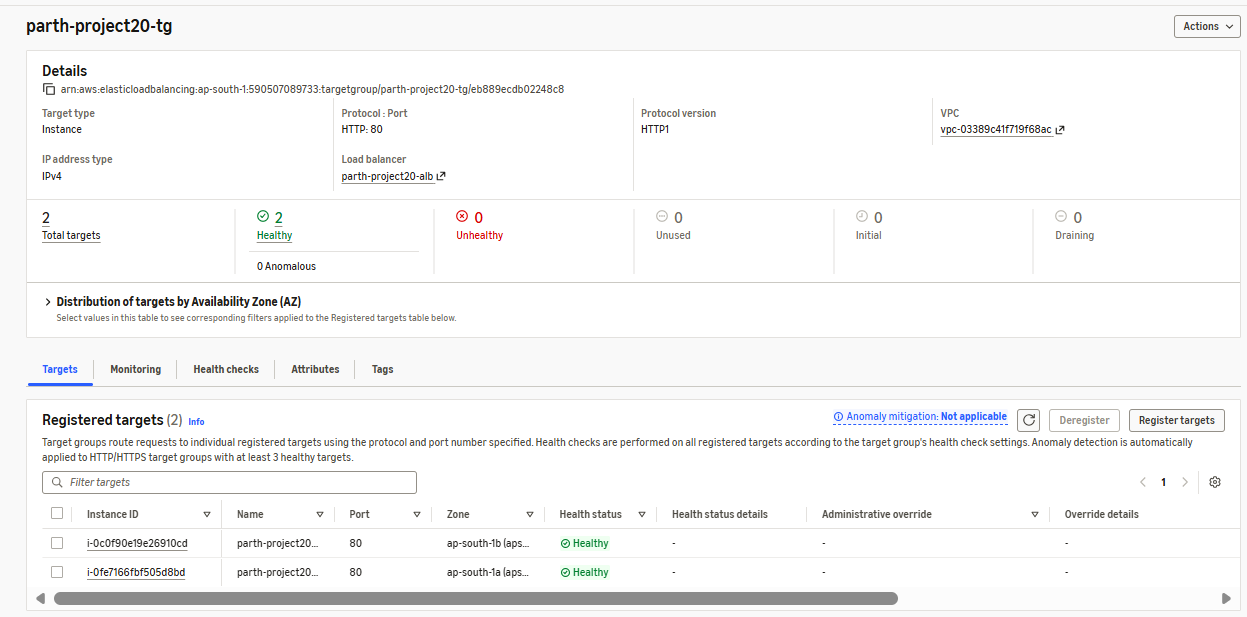 parth-project20-tg
Actions
Details
arn:aws:elasticloadbalancing:ap-south-1:590507089733:targetgroup/parth-project20-tg/eb889ecdb02248c8
Target type
Instance
Protocol : Port
HTTP: 80
Protocol version
HTTP1
VPC
vpc-03389c41f719f68ac
IP address type
IPv4
Load balancer
parth-project20-alb
2
Total targets
2
Healthy
0 Anomalous
0
Unhealthy
0
Unused
0
Initial
0
Draining
Distribution of targets by Availability Zone (AZ)
Select values in this table to see corresponding filters applied to the Registered targets table below.
Targets
Monitoring
Health checks
Attributes
Tags
Registered targets (2) Info
Anomaly mitigation: Not applicable
Deregister
Register targets
Target groups route requests to individual registered targets using the protocol and port number specified. Health checks are performed on all registered targets according to the target group's health check settings. Anomaly detection is automatically
applied to HTTP/HTTPS target groups with at least 3 healthy targets.
Filter targets
1
Instance ID Name Port Zone Health status Health status details Administrative override Override details
i-0c0f90e19e26910cd parth-project20... 80 ap-south-1b (aps... Healthy - - -
i-0fe7166fbf505d8bd parth-project20... 80 ap-south-1a (aps... Healthy - - -